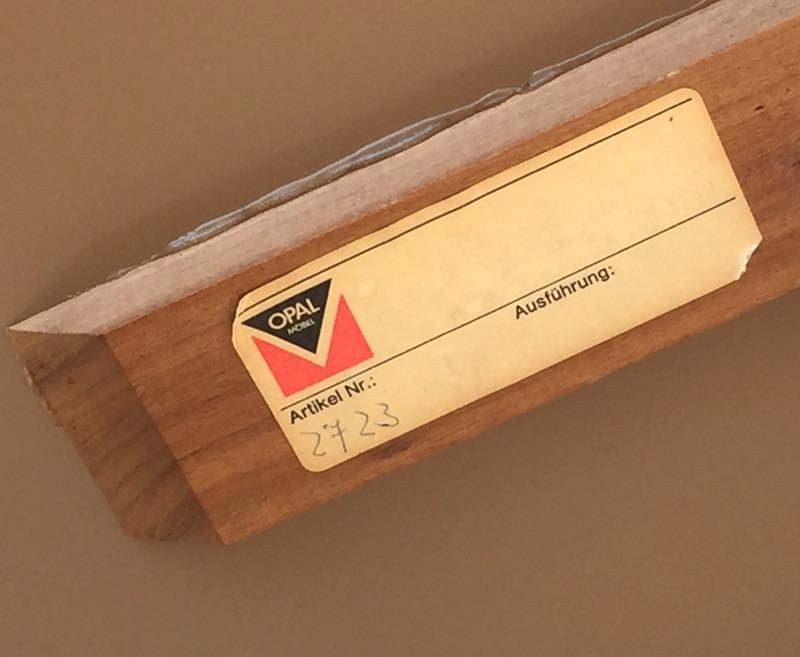 OPAL
MÖBEL
Ausführung:
Artikel Nr.:
2723